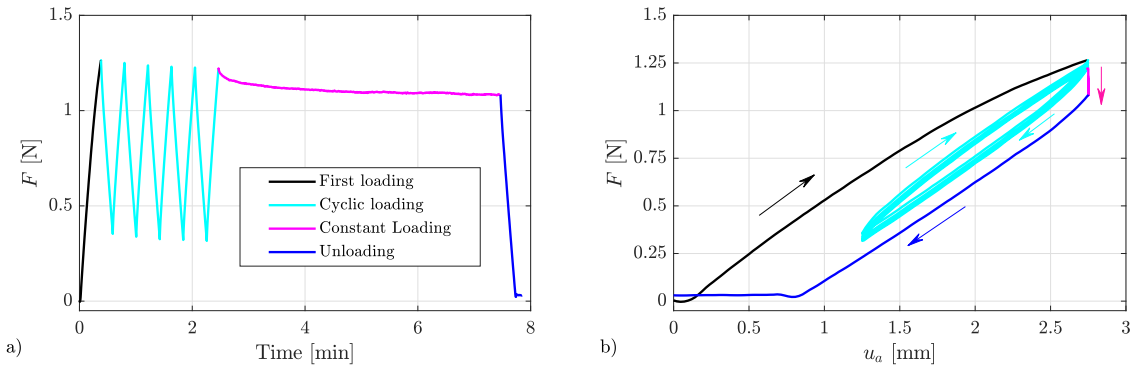 1.5
1
0.5
0
F [N]
0 2 4 6 8
Time [min]
a)
First loading
Cyclic loading
Constant Loading
Unloading
1.5
1.25
1
0.75
0.5
0.25
0
F [N]
0 0.5 1 1.5 2 2.5 3
u_a [mm]
b)